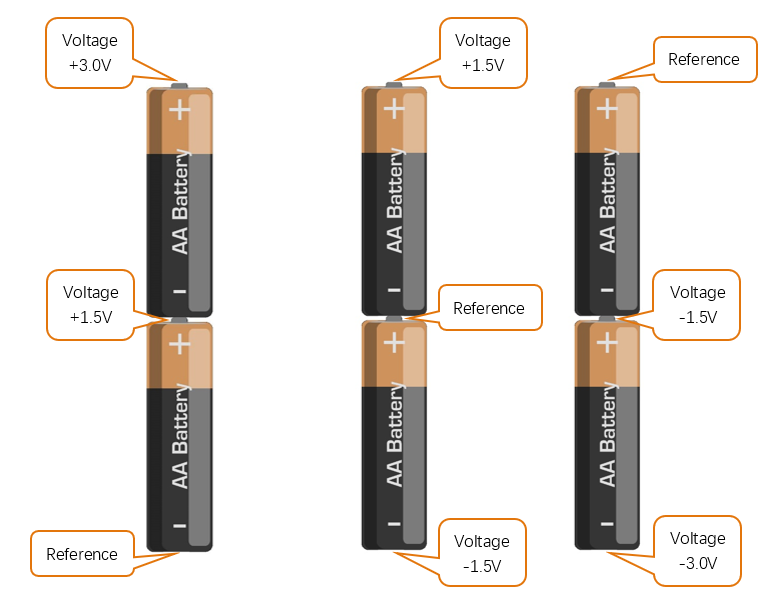 Voltage
+3.0V
+
AA Battery
−
Voltage
+1.5V
+
AA Battery
−
Reference
Voltage
+1.5V
+
AA Battery
−
Reference
+
AA Battery
−
Voltage
-1.5V
Reference
+
AA Battery
−
Voltage
-1.5V
+
AA Battery
−
Voltage
-3.0V